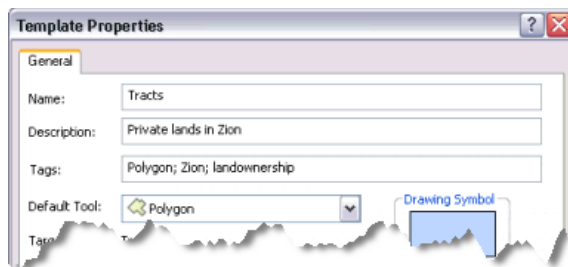 Template Properties
General
Name: Tracts
Description: Private lands in Zion
Tags: Polygon; Zion; landownership
Default Tool: Polygon
Drawing Symbol